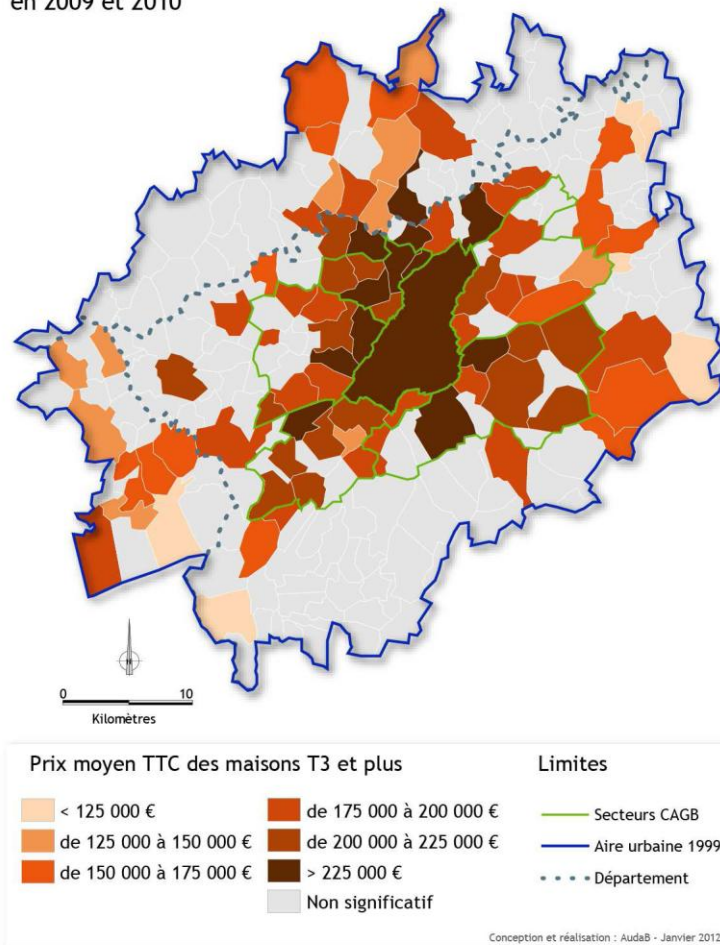 en 2009 et 2010
0 10
Kilomètres
Prix moyen TTC des maisons T3 et plus
< 125 000 €
de 125 000 à 150 000 €
de 150 000 à 175 000 €
de 175 000 à 200 000 €
de 200 000 à 225 000 €
> 225 000 €
Non significatif
Limites
Secteurs CAGB
Aire urbaine 1999
Département
Conception et réalisation : AudaB - Janvier 2012